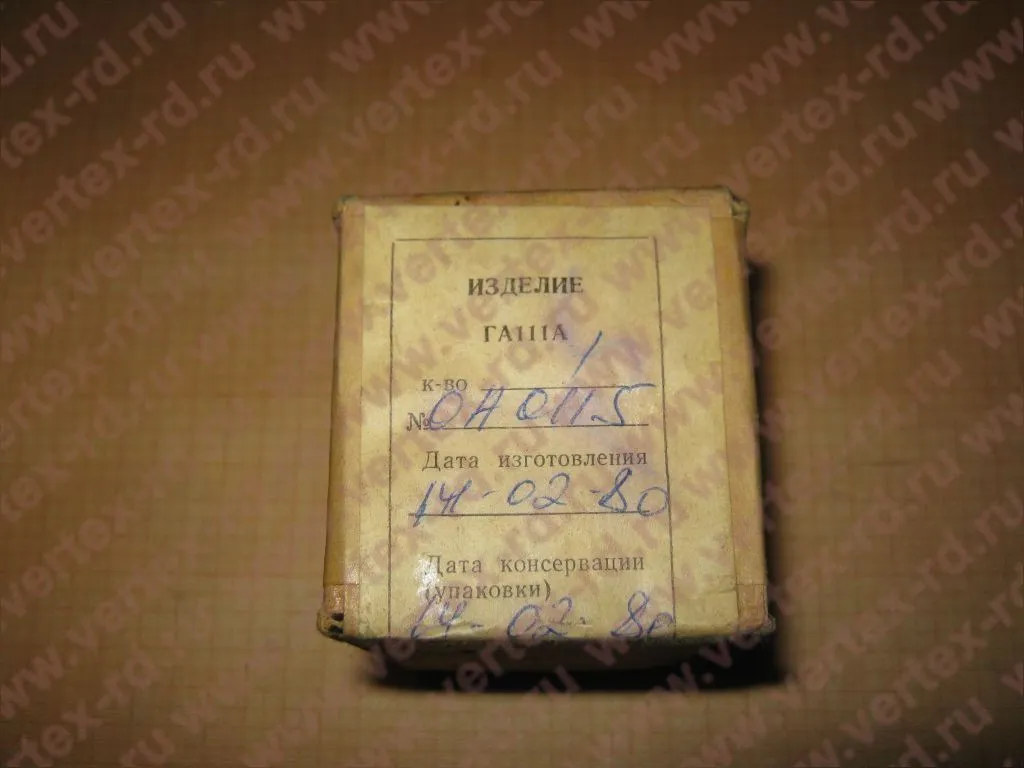 ИЗДЕЛИЕ
ГА111А
к-во 1
№ 0А0115
Дата изготовления
14-02-80
Дата консервации
(упаковки)
14-02 80
www.vertex-rd.ru